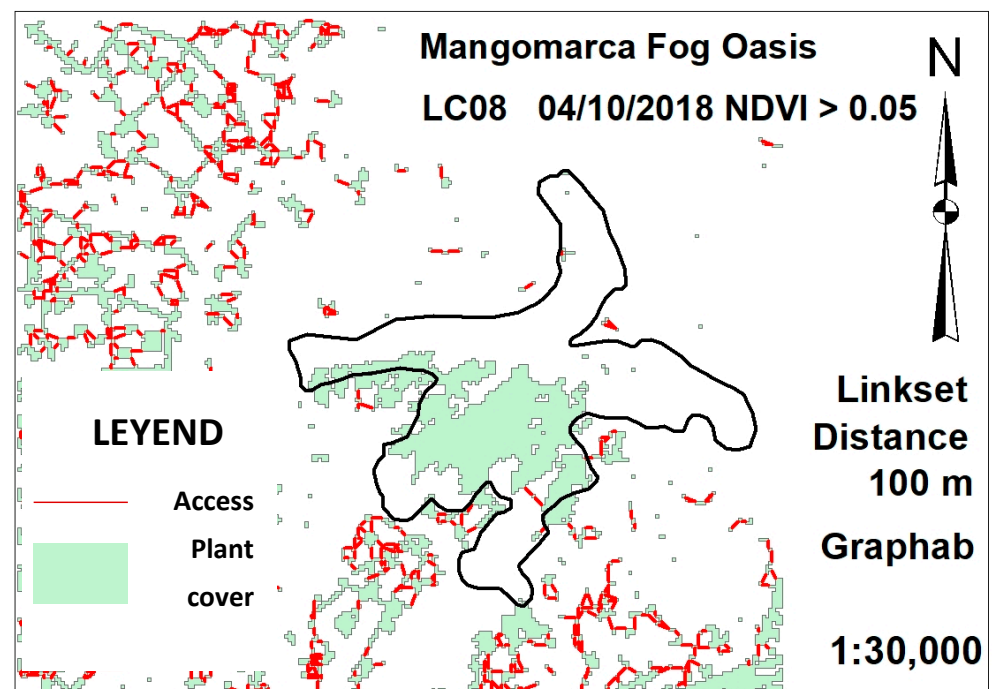 Mangomarca Fog Oasis
N
LC08 04/10/2018 NDVI > 0.05
Linkset
Distance
100 m
Graphab
1:30,000
LEYEND
Access
Plant
cover